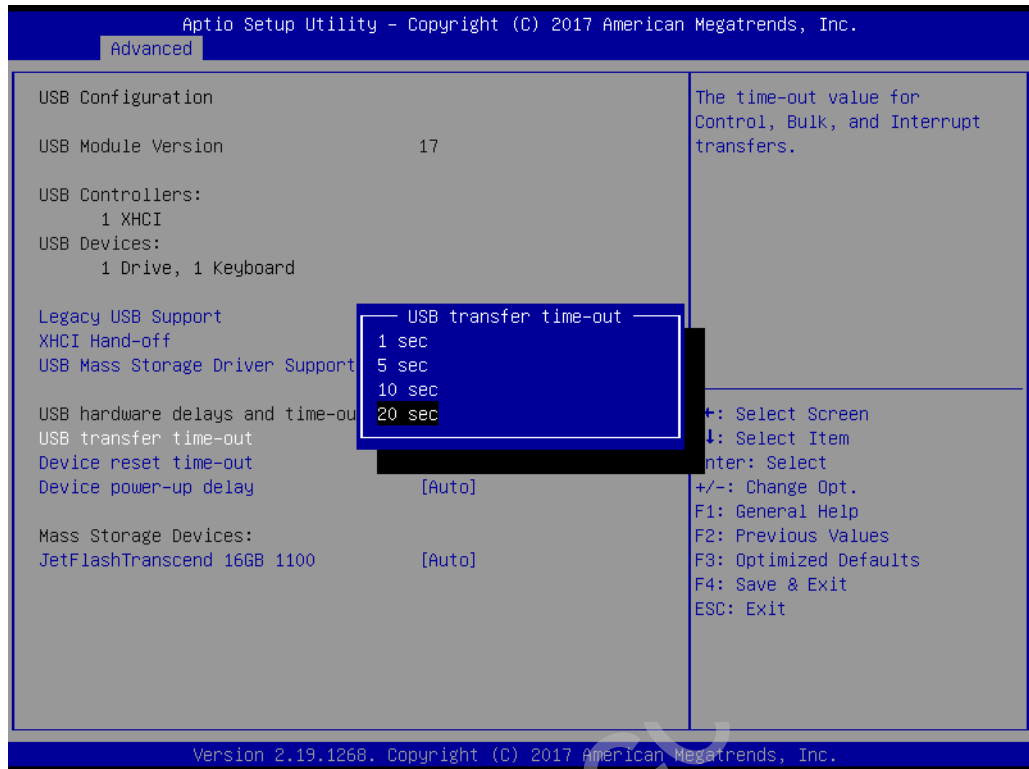 Aptio Setup Utility – Copyright (C) 2017 American Megatrends, Inc.
Advanced
USB Configuration
USB Module Version 17
USB Controllers:
1 XHCI
USB Devices:
1 Drive, 1 Keyboard
Legacy USB Support
XHCI Hand-off
USB Mass Storage Driver Support
USB hardware delays and time-ou
USB transfer time-out
Device reset time-out
Device power-up delay [Auto]
Mass Storage Devices:
JetFlashTranscend 16GB 1100 [Auto]
USB transfer time-out
1 sec
5 sec
10 sec
20 sec
The time-out value for
Control, Bulk, and Interrupt
transfers.
: Select Screen
: Select Item
nter: Select
+/-: Change Opt.
F1: General Help
F2: Previous Values
F3: Optimized Defaults
F4: Save & Exit
ESC: Exit
Version 2.19.1268. Copyright (C) 2017 American Megatrends, Inc.